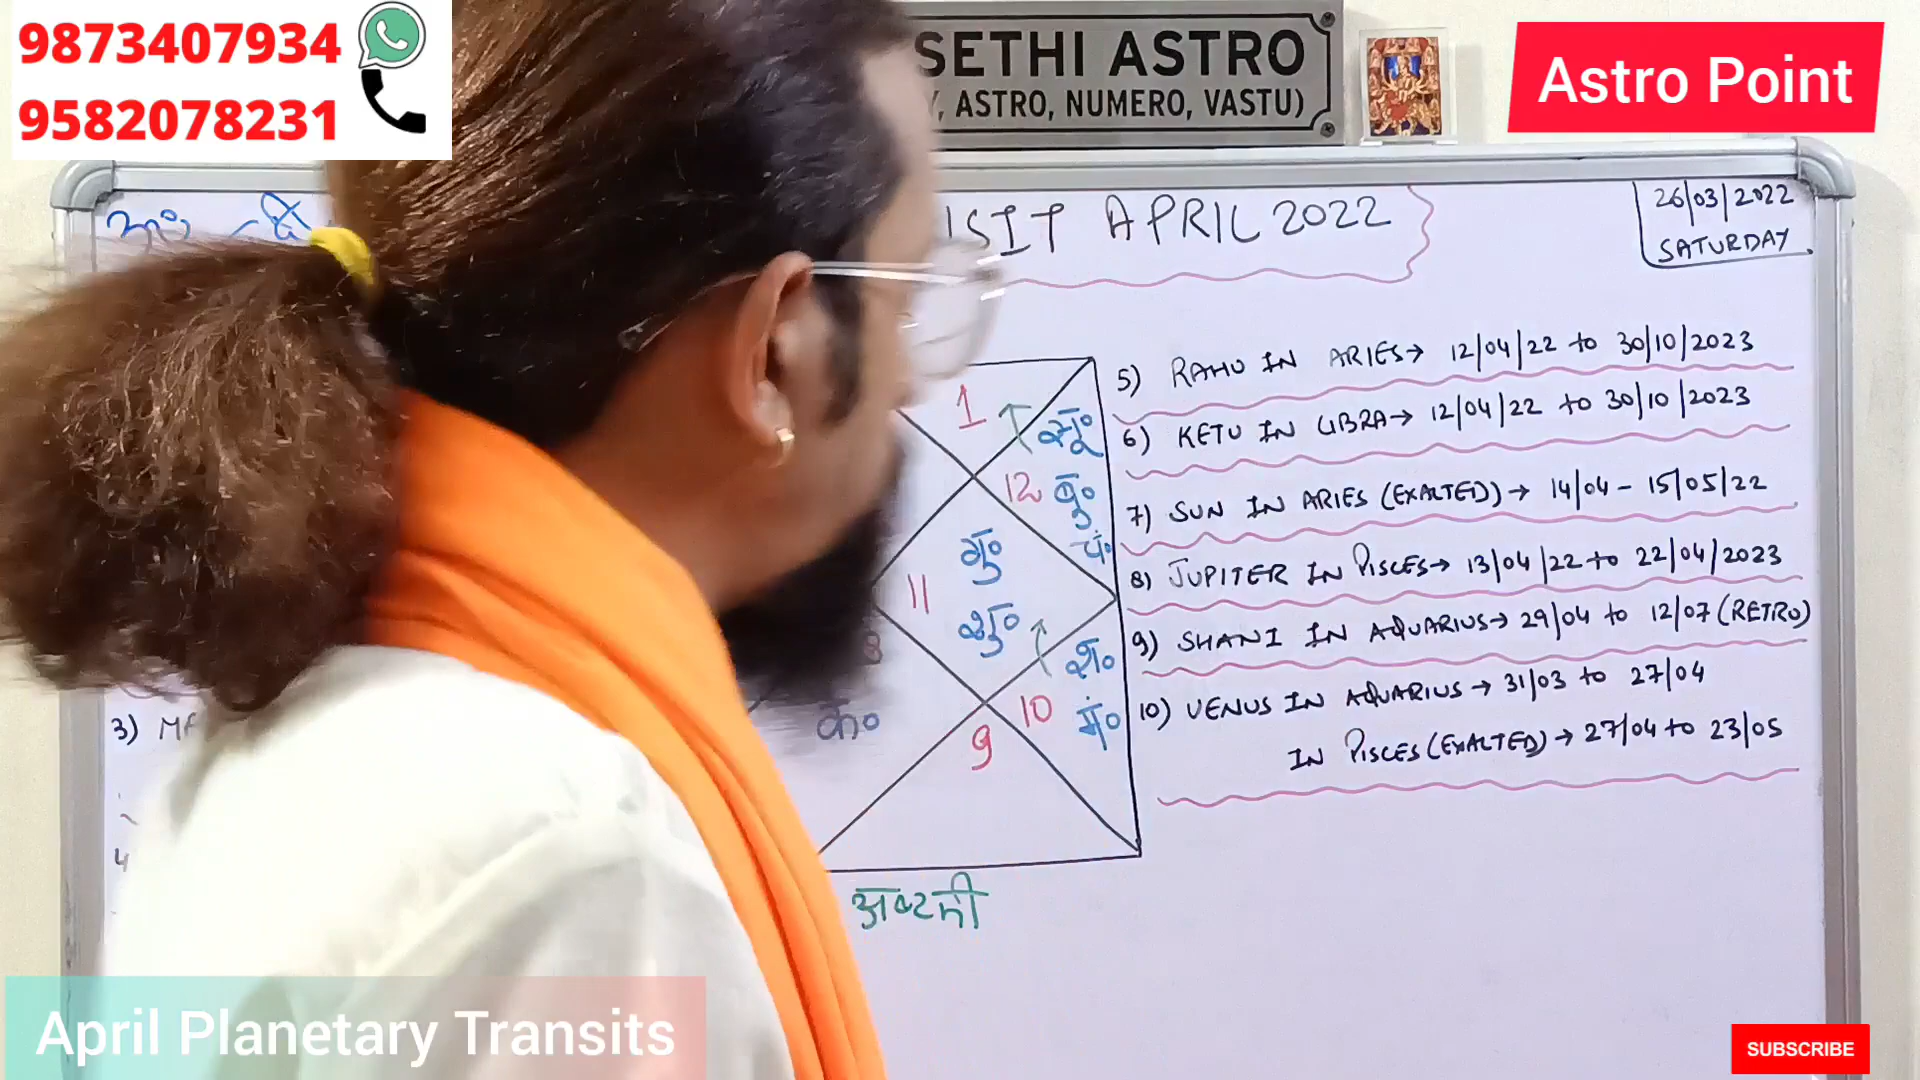 9873407934
9582078231
SETHI ASTRO
, ASTRO, NUMERO, VASTU)
Astro Point
APRIL 2022
26/03/2022
SATURDAY
5) RAHU IN ARIES→ 12/04/22 to 30/10/2023
6) KETU IN LIBRA→ 12/04/22 to 30/10/2023
7) SUN IN ARIES (EXALTED)→ 14/04 - 15/05/22
8) JUPITER IN PISCES→ 13/04/22 to 22/04/2023
9) SHANI IN AQUARIUS→ 29/04 to 12/07 (RETRO)
10) VENUS IN AQUARIUS→ 31/03 to 27/04
IN PISCES (EXALTED)→ 27/04 to 23/05
1
सू०
12 बु०
गु०
11
शु०
श०
10 मं०
9
3)
अष्टमी
April Planetary Transits
SUBSCRIBE